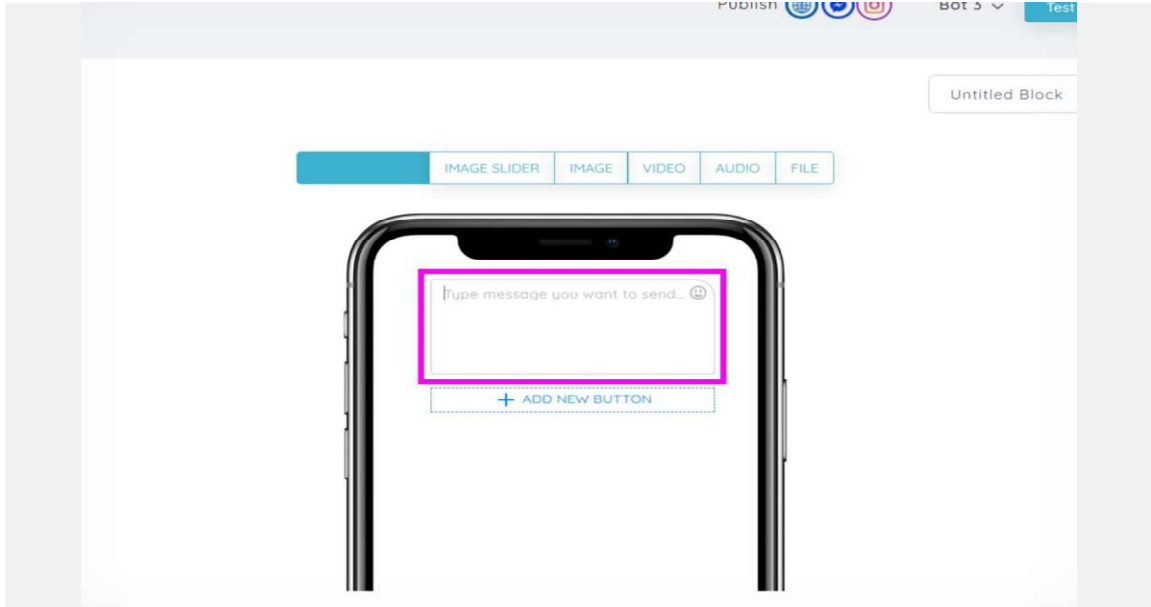 Publish Bot 3 Test
Untitled Block
IMAGE SLIDER IMAGE VIDEO AUDIO FILE
Type message you want to send...
+ ADD NEW BUTTON